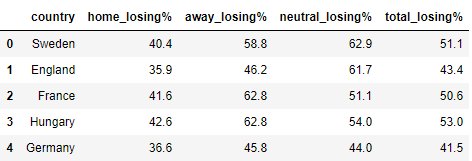 country home_losing% away_losing% neutral_losing% total_losing%
0 Sweden 40.4 58.8 62.9 51.1
1 England 35.9 46.2 61.7 43.4
2 France 41.6 62.8 51.1 50.6
3 Hungary 42.6 62.8 54.0 53.0
4 Germany 36.6 45.8 44.0 41.5